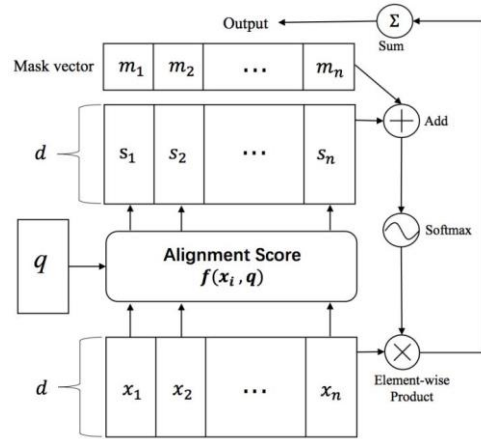 Output
Σ
Sum
Mask vector
m₁ m₂ ⋯ mₙ
d
s₁ s₂ ⋯ sₙ
+
Add
Softmax
q
Alignment Score
f(xᵢ, q)
d
x₁ x₂ ⋯ xₙ
×
Element-wise
Product